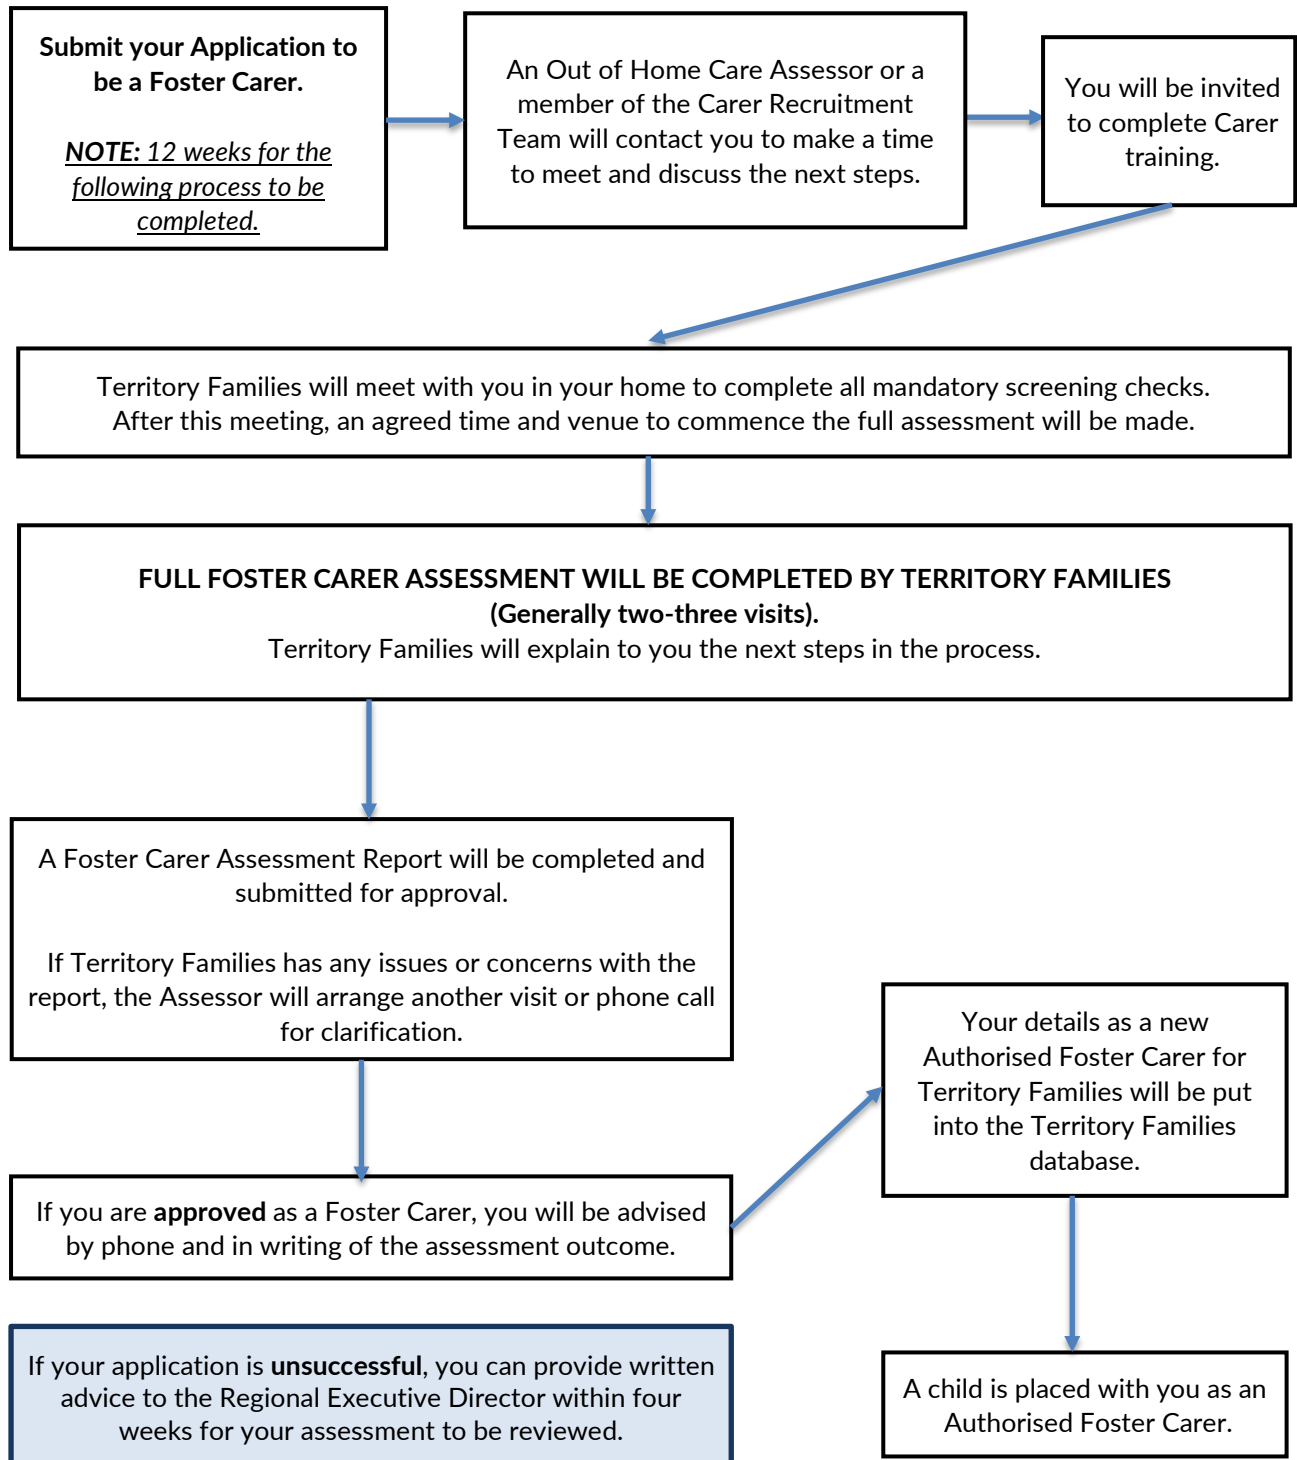 Submit your Application to
be a Foster Carer.
NOTE: 12 weeks for the
following process to be
completed.
An Out of Home Care Assessor or a
member of the Carer Recruitment
Team will contact you to make a time
to meet and discuss the next steps.
You will be invited
to complete Carer
training.
Territory Families will meet with you in your home to complete all mandatory screening checks.
After this meeting, an agreed time and venue to commence the full assessment will be made.
FULL FOSTER CARER ASSESSMENT WILL BE COMPLETED BY TERRITORY FAMILIES
(Generally two-three visits).
Territory Families will explain to you the next steps in the process.
A Foster Carer Assessment Report will be completed and
submitted for approval.
If Territory Families has any issues or concerns with the
report, the Assessor will arrange another visit or phone call
for clarification.
If you are approved as a Foster Carer, you will be advised
by phone and in writing of the assessment outcome.
Your details as a new
Authorised Foster Carer for
Territory Families will be put
into the Territory Families
database.
If your application is unsuccessful, you can provide written
advice to the Regional Executive Director within four
weeks for your assessment to be reviewed.
A child is placed with you as an
Authorised Foster Carer.